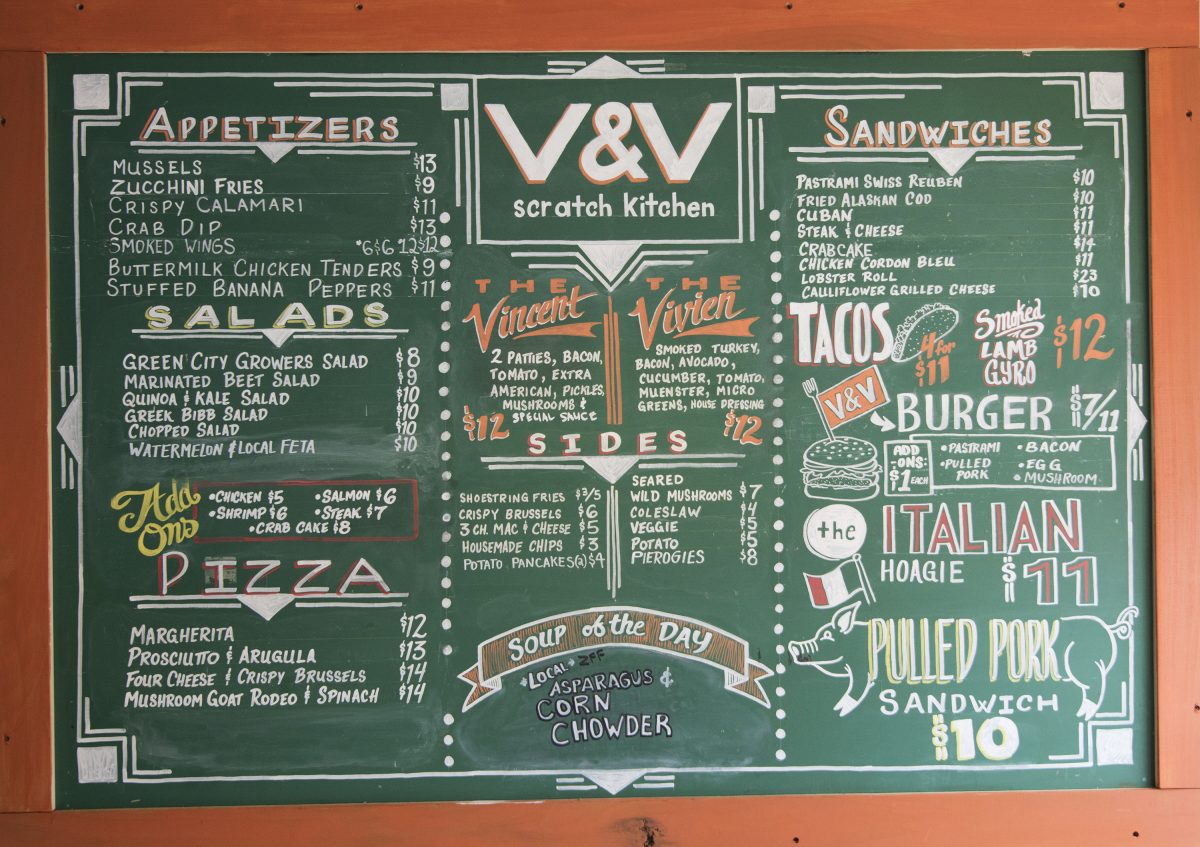 APPETIZERS
MUSSELS $13
ZUCCHINI FRIES $9
CRISPY CALAMARI $11
CRAB DIP $13
SMOKED WINGS *6$6 12$12
BUTTERMILK CHICKEN TENDERS $9
STUFFED BANANA PEPPERS $11
SALADS
GREEN CITY GROWERS SALAD $8
MARINATED BEET SALAD $9
QUINOA & KALE SALAD $10
GREEK BIBB SALAD $10
CHOPPED SALAD $10
WATERMELON & LOCAL FETA $10
Add Ons
•CHICKEN $5 •SALMON $6
•SHRIMP $6 •STEAK $7
•CRAB CAKE $8
PIZZA
MARGHERITA $12
PROSCIUTTO & ARUGULA $13
FOUR CHEESE & CRISPY BRUSSELS $14
MUSHROOM GOAT RODEO & SPINACH $14
V&V
scratch kitchen
THE
Vincent
2 PATTIES, BACON,
TOMATO, EXTRA
AMERICAN, PICKLES,
MUSHROOMS &
SPECIAL SAUCE
$12
THE
Vivien
SMOKED TURKEY,
BACON, AVOCADO,
CUCUMBER, TOMATO,
MUENSTER, MICRO
GREENS, HOUSE DRESSING
$12
SIDES
SHOESTRING FRIES $3/5
CRISPY BRUSSELS $6
3 CH. MAC & CHEESE $5
HOUSEMADE CHIPS $3
POTATO PANCAKES(2) $4
SEARED
WILD MUSHROOMS $7
COLESLAW $4
VEGGIE $5
POTATO $5
PIEROGIES $8
SOUP of the DAY
*LOCAL* ZFF
ASPARAGUS &
CORN
CHOWDER
SANDWICHES
PASTRAMI SWISS REUBEN $10
FRIED ALASKAN COD $10
CUBAN $11
STEAK & CHEESE $11
CRABCAKE $14
CHICKEN CORDON BLEU $11
LOBSTER ROLL $23
CAULIFLOWER GRILLED CHEESE $10
TACOS
4 for
$11
Smoked
LAMB
GYRO
$12
V&V
BURGER $7/11
ADD
-ONS:
$1 EACH
•PASTRAMI •BACON
•PULLED PORK •EGG
•MUSHROOM
the
ITALIAN
HOAGIE $11
PULLED PORK
SANDWICH
$10